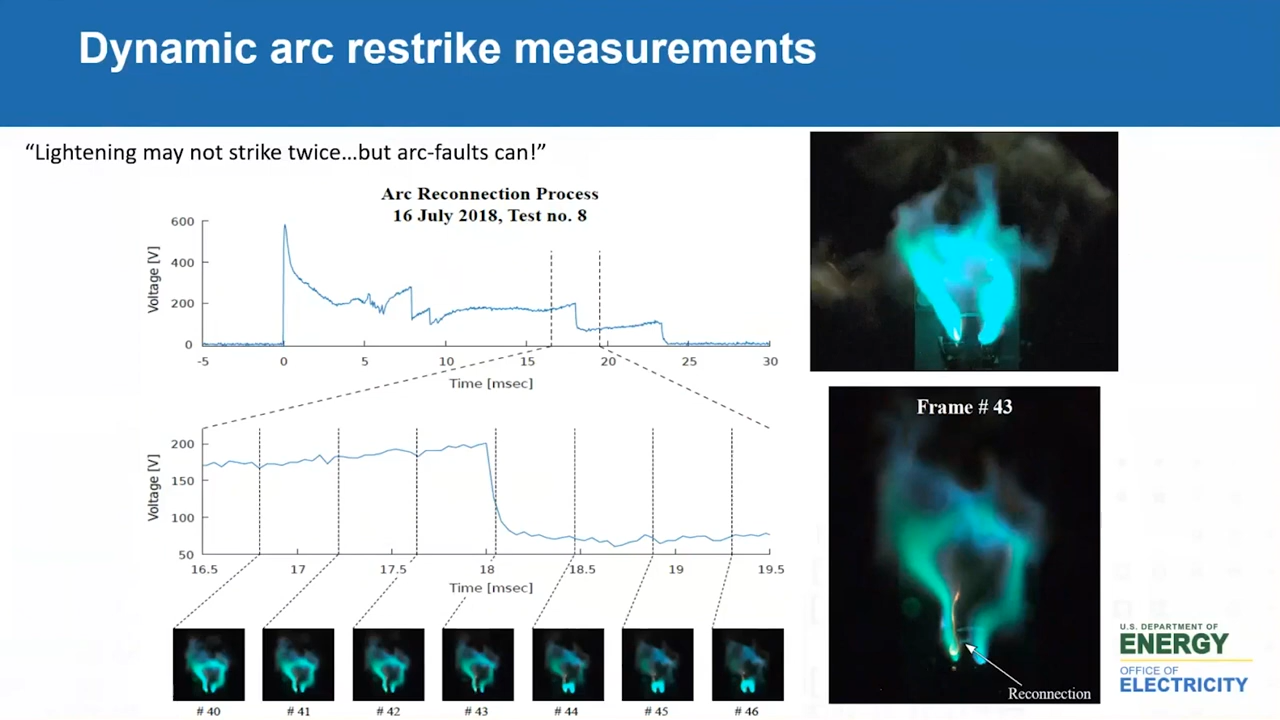 Dynamic arc restrike measurements
“Lightening may not strike twice…but arc-faults can!”
Arc Reconnection Process
16 July 2018, Test no. 8
600
400
200
0
Voltage [V]
-5 0 5 10 15 20 25 30
Time [msec]
200
150
100
50
Voltage [V]
16.5 17 17.5 18 18.5 19 19.5
Time [msec]
# 40 # 41 # 42 # 43 # 44 # 45 # 46
Frame # 43
Reconnection
U.S. DEPARTMENT OF
ENERGY
OFFICE OF
ELECTRICITY